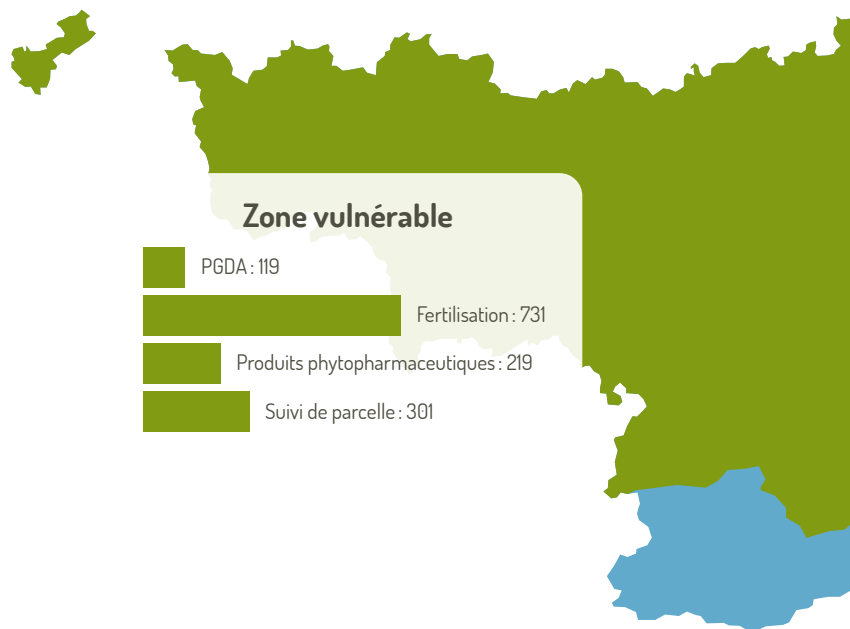 Zone vulnérable
PGDA : 119
Fertilisation : 731
Produits phytopharmaceutiques : 219
Suivi de parcelle : 301